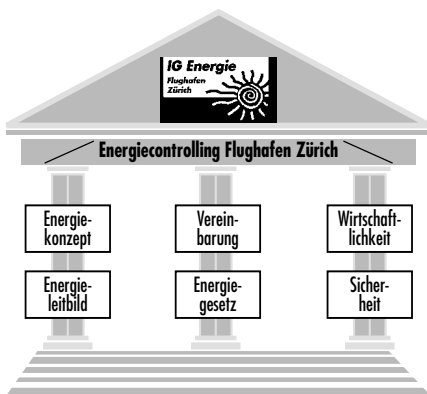 IG Energie
Flughafen
Zürich
Energiecontrolling Flughafen Zürich
Energie-
konzept
Verein-
barung
Wirtschaft-
lichkeit
Energie-
leitbild
Energie-
gesetz
Sicher-
heit